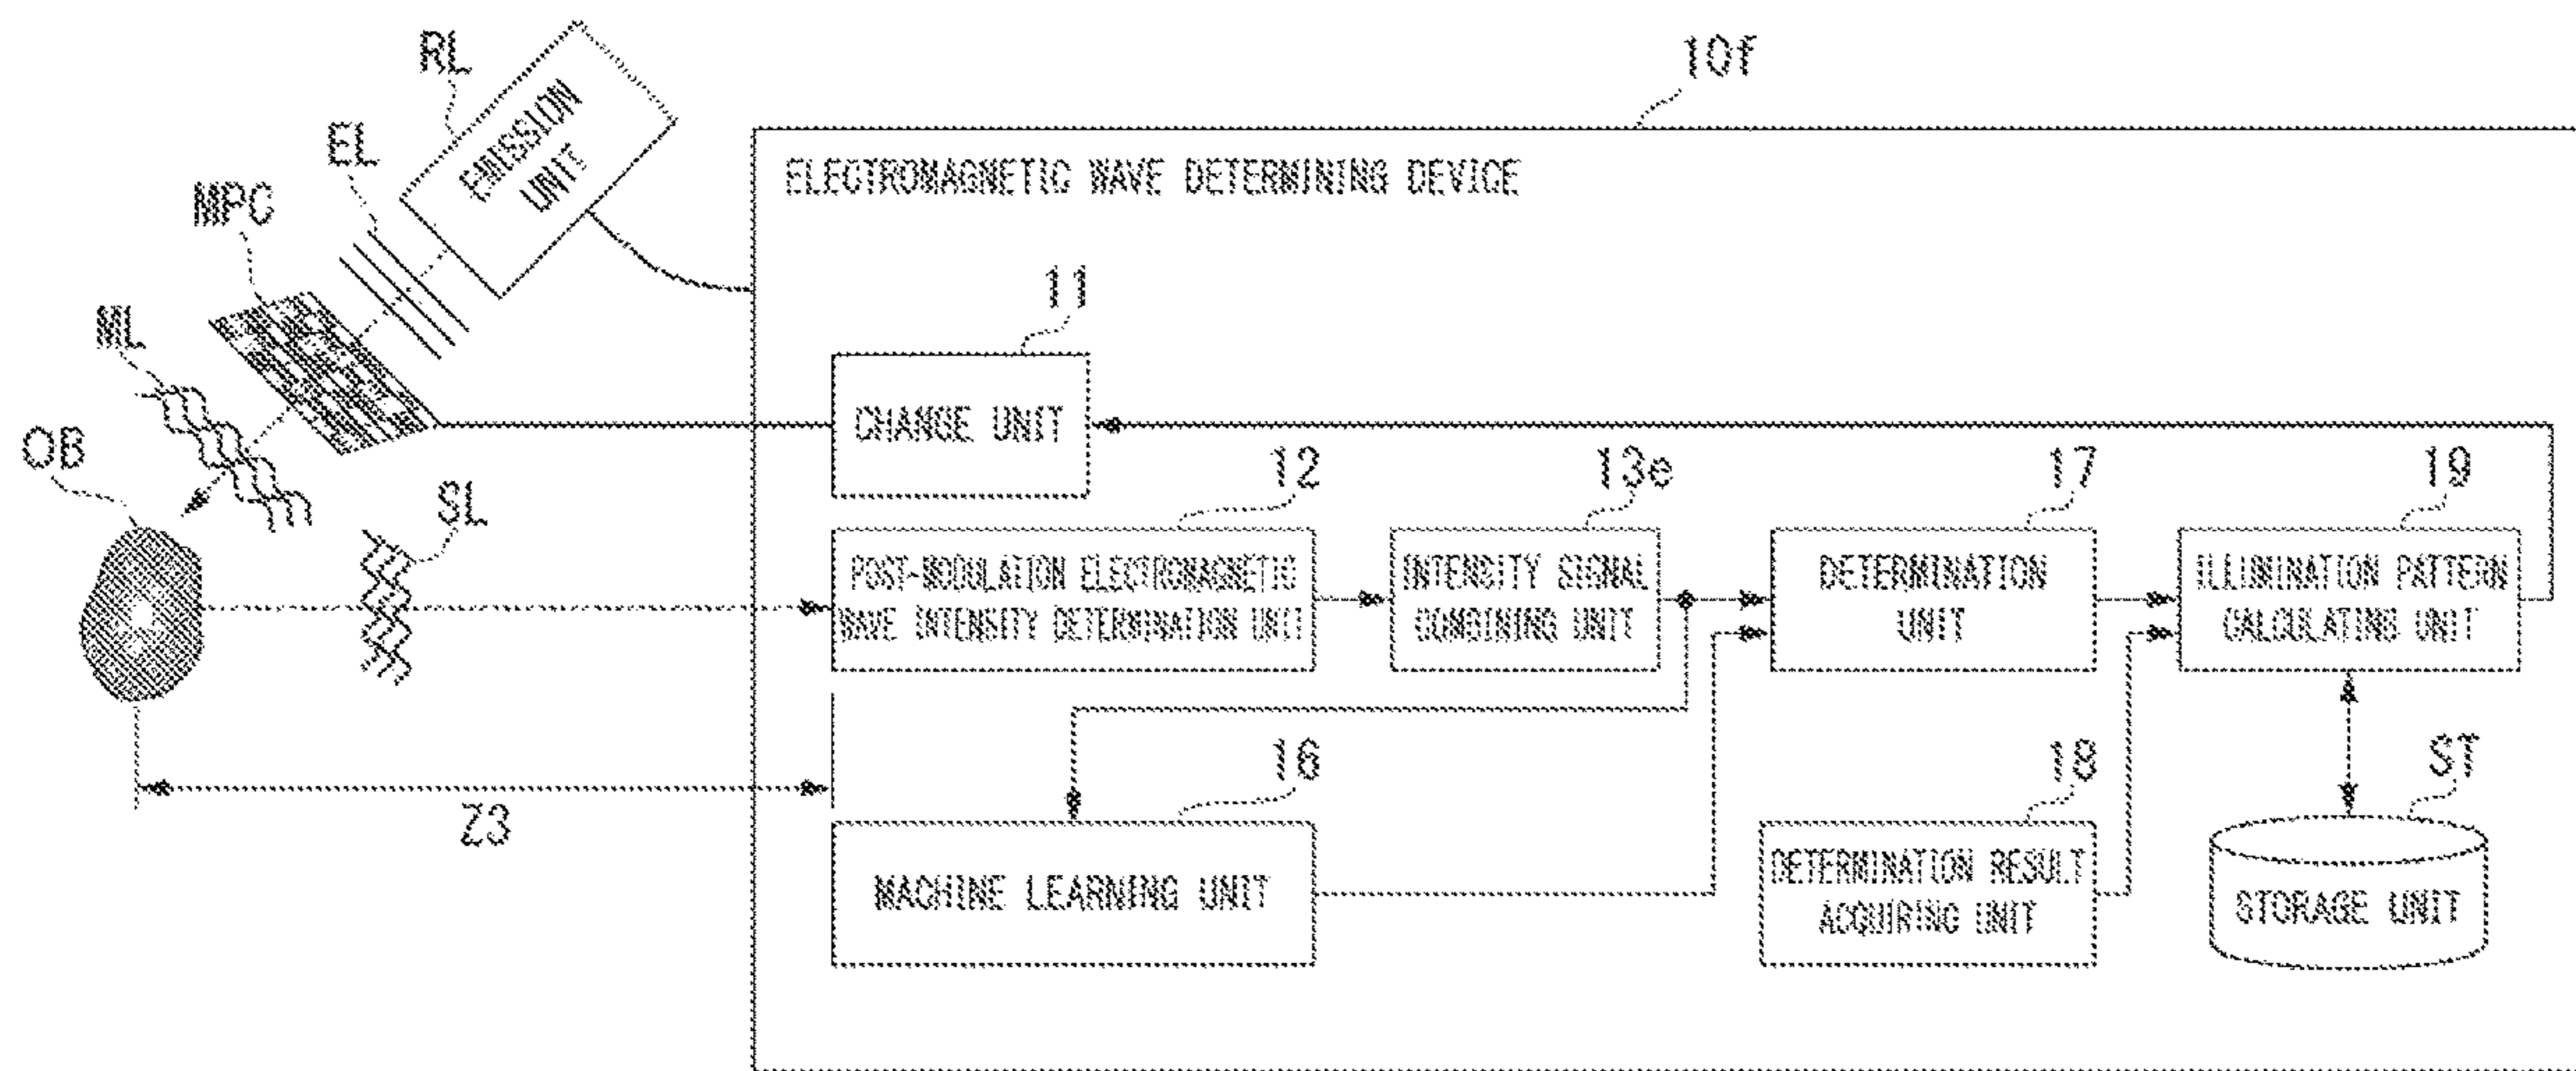 RL
EMISSION
UNIT
10f
EL
ELECTROMAGNETIC WAVE DETERMINING DEVICE
MPC
11
ML
CHANGE UNIT
OB
SL
12
13e
17
19
POST-MODULATION ELECTROMAGNETIC
WAVE INTENSITY DETERMINATION UNIT
INTENSITY SIGNAL
COMBINING UNIT
DETERMINATION
UNIT
ILLUMINATION PATTERN
CALCULATING UNIT
16
18
ST
Z3
MACHINE LEARNING UNIT
DETERMINATION RESULT
ACQUIRING UNIT
STORAGE UNIT